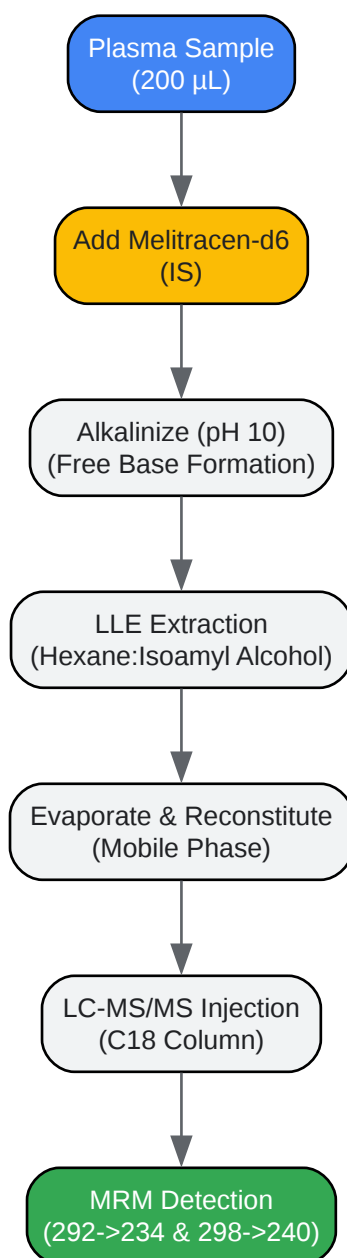 Plasma Sample
(200 µL)
Add Melitracen-d6
(IS)
Alkalinize (pH 10)
(Free Base Formation)
LLE Extraction
(Hexane:Isoamyl Alcohol)
Evaporate & Reconstitute
(Mobile Phase)
LC-MS/MS Injection
(C18 Column)
MRM Detection
(292->234 & 298->240)